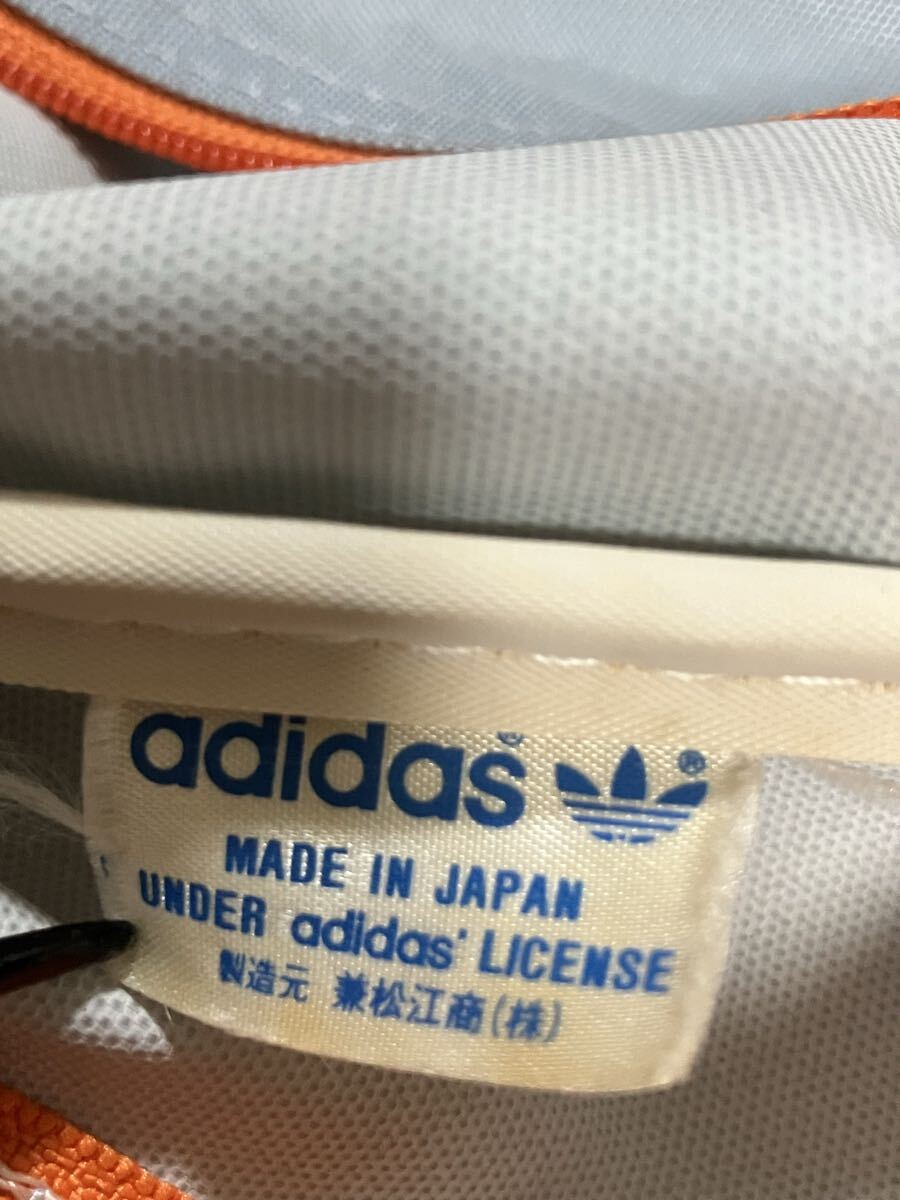 adidas®
®
MADE IN JAPAN
UNDER adidas' LICENSE
製造元 兼松江商(株)